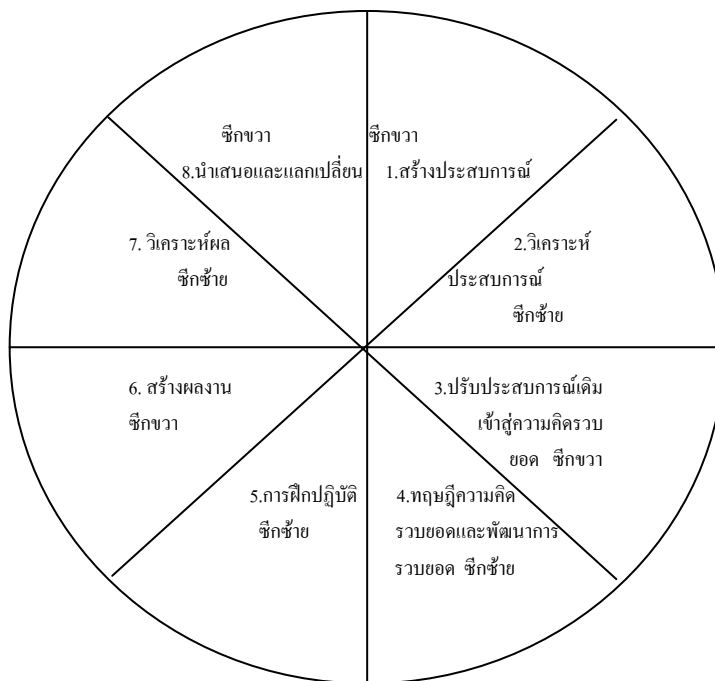 ซีกขวา
8.นำเสนอและแลกเปลี่ยน
ซีกขวา
1.สร้างประสบการณ์
2.วิเคราะห์
ประสบการณ์
ซีกซ้าย
3.ปรับประสบการณ์เดิม
เข้าสู่ความคิดรวบ
ยอด ซีกขวา
4.ทฤษฎีความคิด
รวบยอดและพัฒนาการ
รวบยอด ซีกซ้าย
5.การฝึกปฏิบัติ
ซีกซ้าย
6. สร้างผลงาน
ซีกขวา
7. วิเคราะห์ผล
ซีกซ้าย